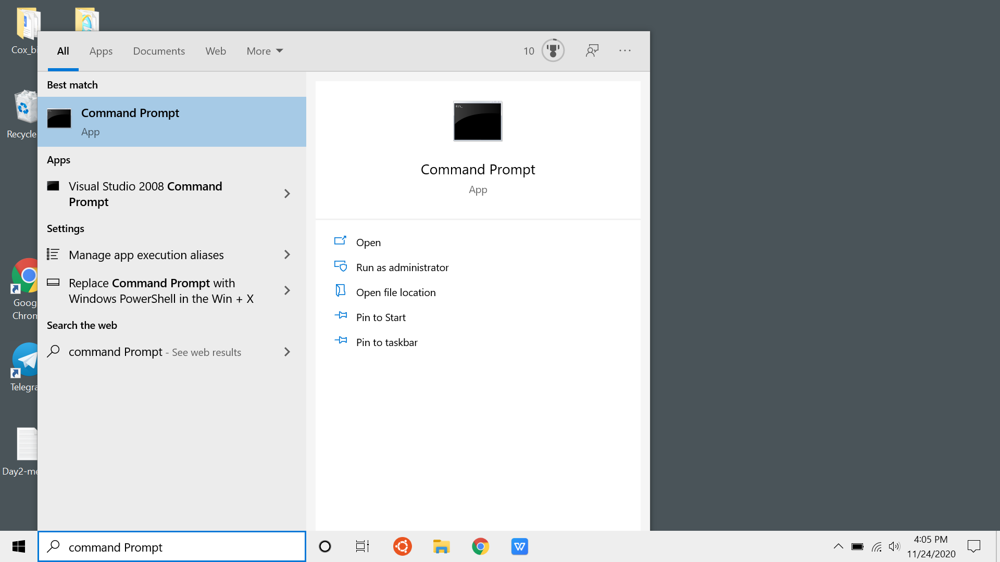 Cox_bi
All
Apps
Documents
Web
More
10
Best match
Command Prompt
App
Apps
Visual Studio 2008 Command
Prompt
Settings
Manage app execution aliases
Replace Command Prompt with
Windows PowerShell in the Win + X
Search the web
command Prompt - See web results
Command Prompt
App
Open
Run as administrator
Open file location
Pin to Start
Pin to taskbar
Recycle
Goog
Chrom
Telegra
Day2-me
command Prompt
4:05 PM
11/24/2020